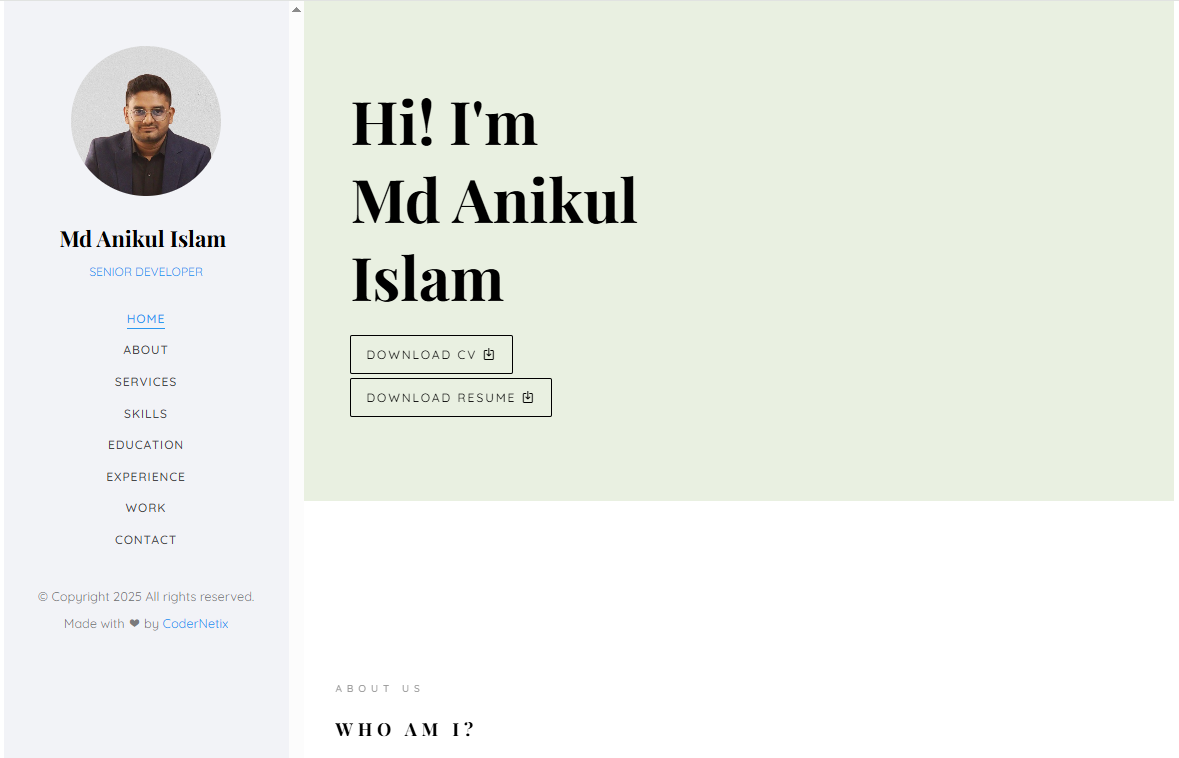 Md Anikul Islam
SENIOR DEVELOPER
HOME
ABOUT
SERVICES
SKILLS
EDUCATION
EXPERIENCE
WORK
CONTACT
© Copyright 2025 All rights reserved.
Made with ❤ by CoderNetix
Hi! I'm
Md Anikul
Islam
DOWNLOAD CV
DOWNLOAD RESUME
ABOUT US
WHO AM I?